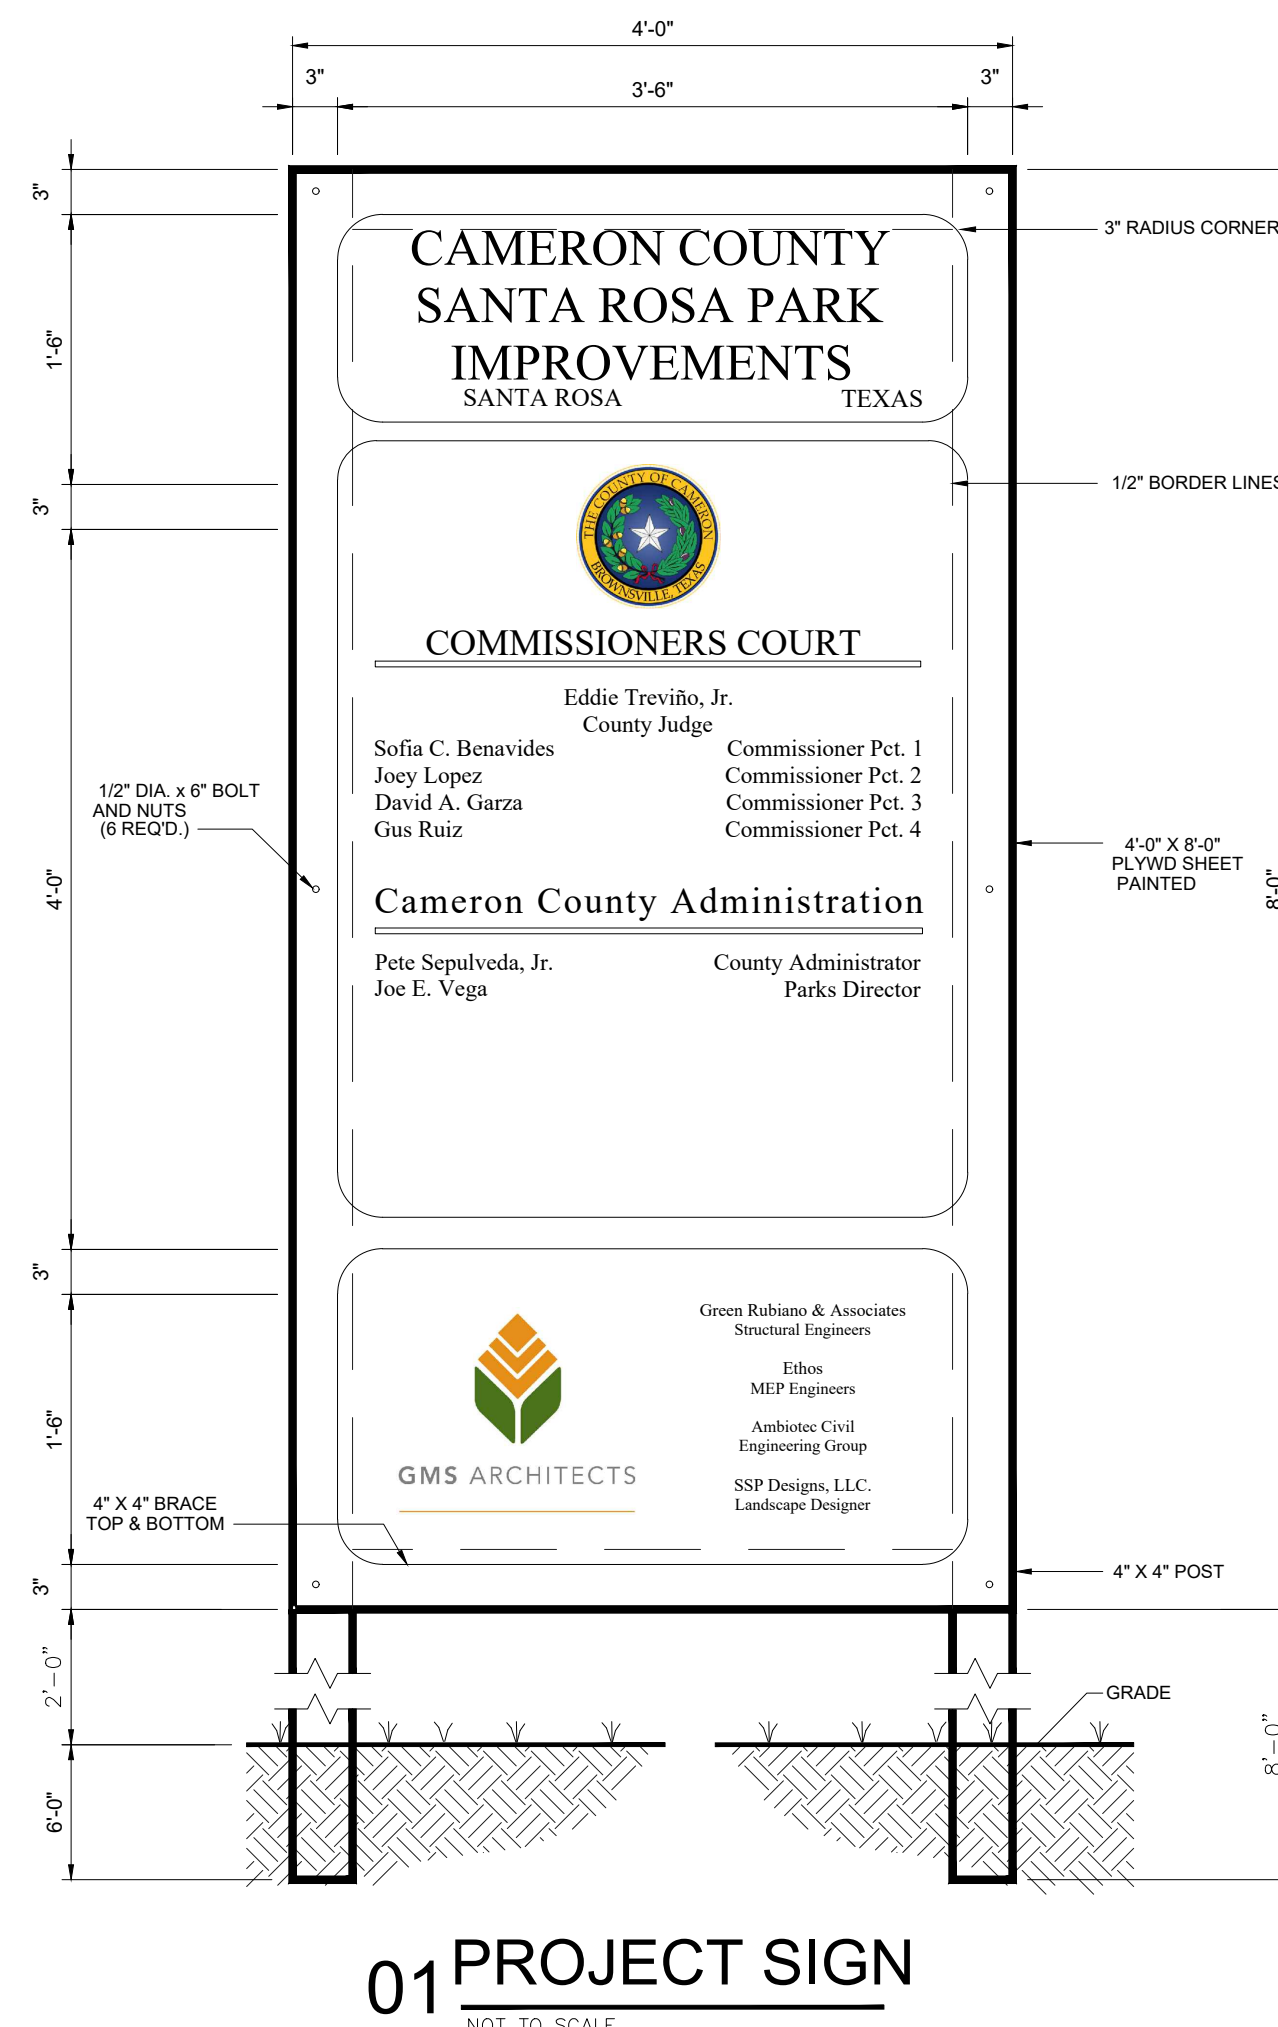 4'-0"
3"
3'-6"
3"
3"
1'-6"
3"
4'-0"
3"
1'-6"
3"
2'-0"
6'-0"
CAMERON COUNTY
SANTA ROSA PARK
IMPROVEMENTS
SANTA ROSA TEXAS
3" RADIUS CORNER
1/2" BORDER LINES
THE COUNTY OF CAMERON
BROWNSVILLE, TEXAS
COMMISSIONERS COURT
Eddie Treviño, Jr.
County Judge
Sofia C. Benavides Commissioner Pct. 1
Joey Lopez Commissioner Pct. 2
David A. Garza Commissioner Pct. 3
Gus Ruiz Commissioner Pct. 4
1/2" DIA. x 6" BOLT
AND NUTS
(6 REQ'D.)
4'-0" X 8'-0"
PLYWD SHEET
PAINTED
8'-0"
Cameron County Administration
Pete Sepulveda, Jr. County Administrator
Joe E. Vega Parks Director
Green Rubiano & Associates
Structural Engineers
Ethos
MEP Engineers
Ambiotec Civil
Engineering Group
SSP Designs, LLC.
Landscape Designer
GMS ARCHITECTS
4" X 4" BRACE
TOP & BOTTOM
4" X 4" POST
GRADE
8'-0"
01 PROJECT SIGN
NOT TO SCALE